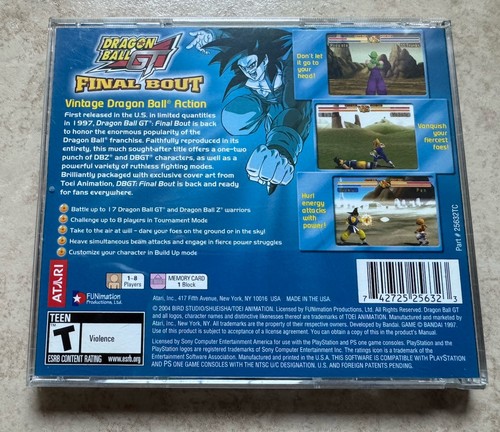 DRAGON BALL GT
FINAL BOUT
Vintage Dragon Ball® Action
First released in the U.S. in limited quantities
in 1997, Dragon Ball GT®: Final Bout is back
to honor the enormous popularity of the
Dragon Ball franchise. Faithfully reproduced in its
entirety, this much sought-after title offers a one-two
punch of DBZ® and DBGT® characters, as well as a
powerful variety of ruthless fighting modes.
Brilliantly packaged with exclusive cover art from
Toei Animation, DBGT: Final Bout is back and ready
for fans everywhere.
Battle up to 17 Dragon Ball GT® and Dragon Ball Z® warriors
Challenge up to 8 players in Tournament Mode
Take to the air at will – dare your foes on the ground or in the sky!
Heave simultaneous beam attacks and engage in fierce power struggles
Customize your character in Build Up mode
Don't let
it go to
your
head!
Vanquish
your
fiercest
foes!
Hurl
energy
attacks
with
power!
Part # 25632TC
ATARI
FUNimation
Productions, Ltd.
1-8
Players
MEMORY CARD
1 Block
7 42725 25632 3
Atari, Inc., 417 Fifth Avenue, New York, NY 10016 USA MADE IN THE USA.
© 2004 BIRD STUDIO/SHUEISHA/TOEI ANIMATION. Licensed by FUNimation Productions, Ltd. All Rights Reserved. Dragon Ball GT
and all logos, character names and distinctive likenesses thereof are trademarks of TOEI ANIMATION. Manufactured and marketed by
Atari, Inc., New York, NY. All trademarks are the property of their respective owners. Developed by Bandai. GAME © BANDAI 1997.
Use of this product is subject to acceptance of a license agreement. You can obtain a copy of this in the product's Manual.
Licensed by Sony Computer Entertainment America for use with the PlayStation and PS one game consoles. PlayStation and the
PlayStation logos are registered trademarks of Sony Computer Entertainment Inc. The ratings icon is a trademark of the
Entertainment Software Association. Manufactured and printed in the U.S.A. THIS SOFTWARE IS COMPATIBLE WITH PLAYSTATION
AND PS ONE GAME CONSOLES WITH THE NTSC U/C DESIGNATION. U.S. AND FOREIGN PATENTS PENDING.
TEEN
T
Violence
ESRB CONTENT RATING www.esrb.org